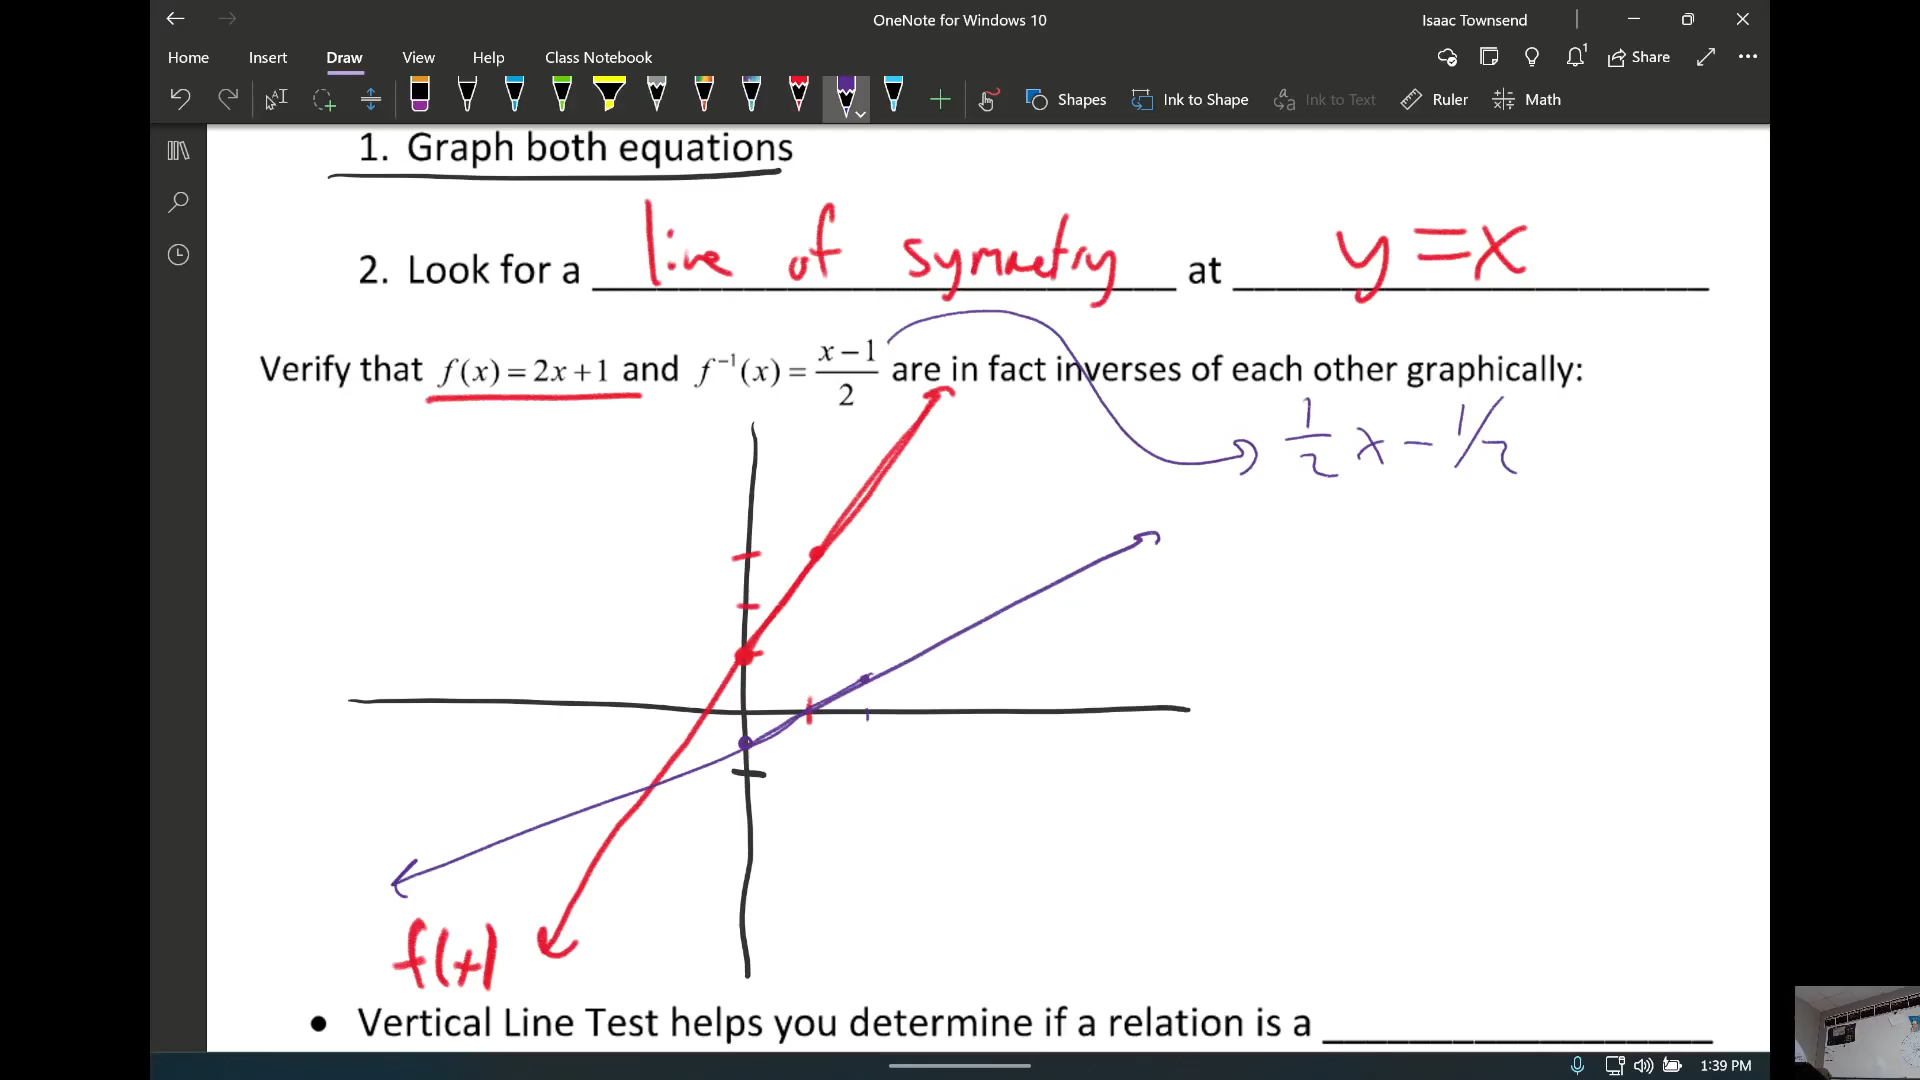 OneNote for Windows 10
Isaac Townsend
Home Insert Draw View Help Class Notebook
1
Share
Shapes Ink to Shape Ink to Text Ruler Math
1. Graph both equations
2. Look for a line of symmetry at y=x
Verify that f(x)=2x+1 and f⁻¹(x)=(x−1)/2 are in fact inverses of each other graphically:
1/2 x − 1/2
f(x)
• Vertical Line Test helps you determine if a relation is a
1:39 PM